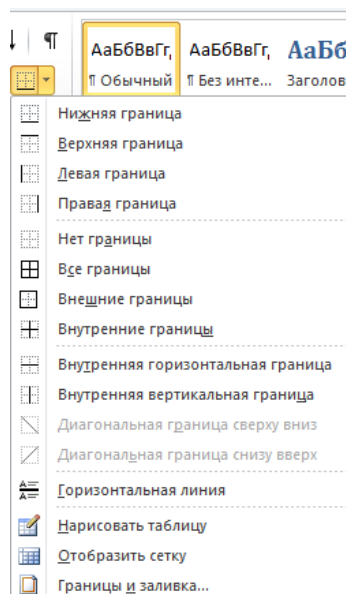 АаБбВвГг, АаБбВвГг, АаБб
¶ Обычный ¶ Без инте... Заголов
Нижняя граница
Верхняя граница
Левая граница
Правая граница
Нет границы
Все границы
Внешние границы
Внутренние границы
Внутренняя горизонтальная граница
Внутренняя вертикальная граница
Диагональная граница сверху вниз
Диагональная граница снизу вверх
Горизонтальная линия
Нарисовать таблицу
Отобразить сетку
Границы и заливка...